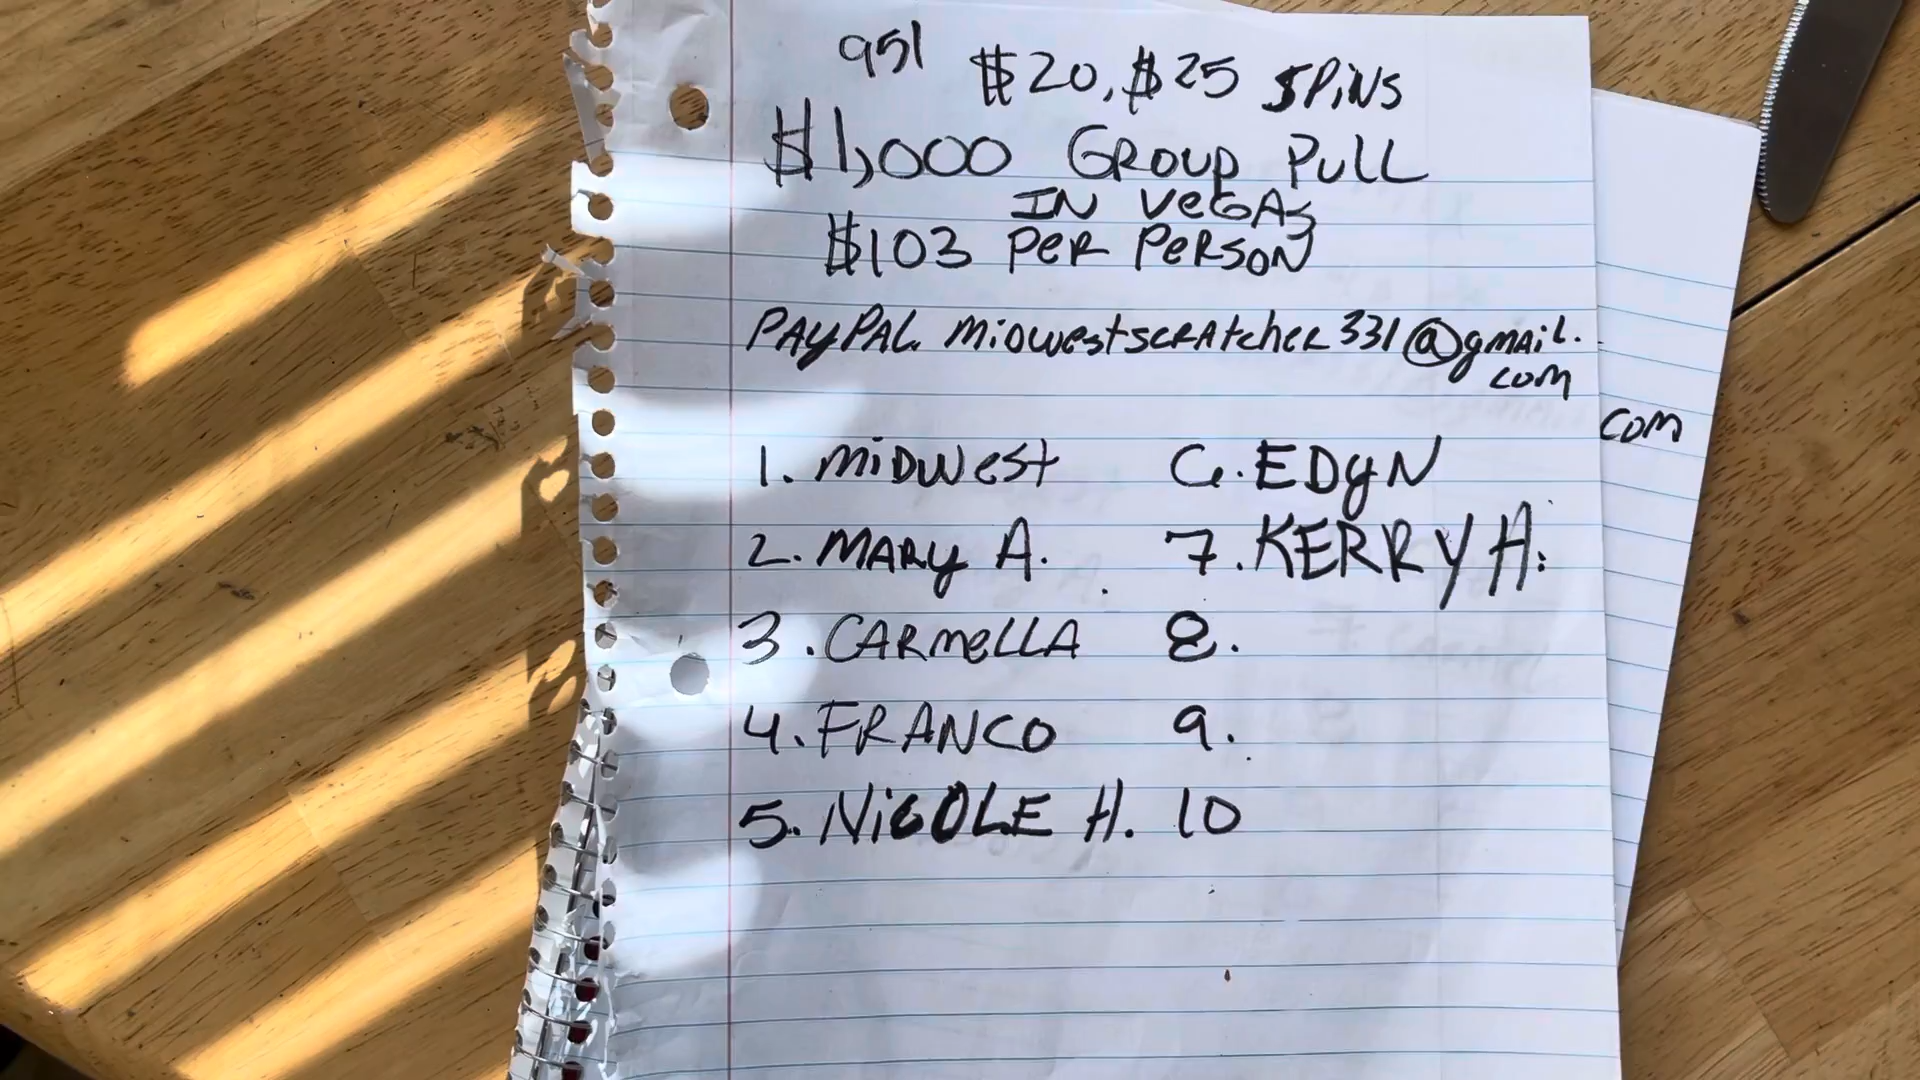 951 $20, $25 SPINS
$1,000 GROUP PULL
IN VEGAS
$103 PER PERSON
PAYPAL midwestscratcher331@gmail.
com
com
1. MIDWEST 6. EDYN
2. MARY A. 7. KERRY H.
3. CARMELLA 8.
4. FRANCO 9.
5. NICOLE H. 10